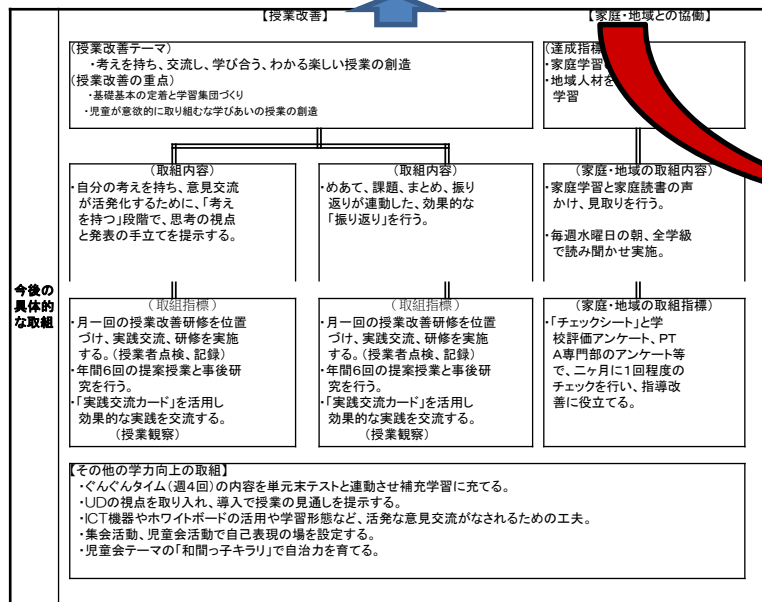 【授業改善】
【家庭・地域との協働】
(授業改善テーマ)
・考えを持ち、交流し、学び合う、わかる楽しい授業の創造
(授業改善の重点)
・基礎基本の定着と学習集団づくり
・児童が意欲的に取り組むな学びあいの授業の創造
(達成指標
・家庭学習
・地域人材を
学習
(取組内容)
・自分の考えを持ち、意見交流
が活発化するために、「考え
を持つ」段階で、思考の視点
と発表の手立てを提示する。
(取組内容)
・めあて、課題、まとめ、振り
返りが連動した、効果的な
「振り返り」を行う。
(家庭・地域の取組内容)
・家庭学習と家庭読書の声
かけ、見取りを行う。
・毎週水曜日の朝、全学級
で読み聞かせ実施。
今後の
具体的
な取組
(取組指標)
・月一回の授業改善研修を位置
づけ、実践交流、研修を実施
する。(授業者点検、記録)
・年間6回の提案授業と事後研
究を行う。
・「実践交流カード」を活用し
効果的な実践を交流する。
(授業観察)
(取組指標)
・月一回の授業改善研修を位置
づけ、実践交流、研修を実施
する。(授業者点検、記録)
・年間6回の提案授業と事後研
究を行う。
・「実践交流カード」を活用し
効果的な実践を交流する。
(授業観察)
(家庭・地域の取組指標)
・「チェックシート」と学
校評価アンケート、PT
A専門部のアンケート等
で、二ヶ月に1回程度の
チェックを行い、指導改
善に役立てる。
【その他の学力向上の取組】
・ぐんぐんタイム(週4回)の内容を単元末テストと連動させ補充学習に充てる。
・UDの視点を取り入れ、導入で授業の見通しを提示する。
・ICT機器やホワイトボードの活用や学習形態など、活発な意見交流がなされるための工夫。
・集会活動、児童会活動で自己表現の場を設定する。
・児童会テーマの「和間っ子キラリ」で自治力を育てる。